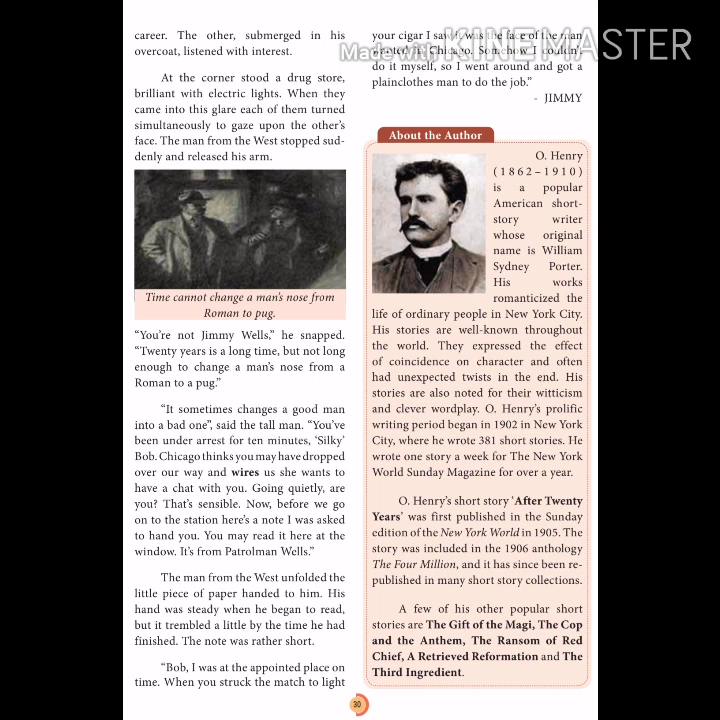 career. The other, submerged in his
overcoat, listened with interest.
At the corner stood a drug store,
brilliant with electric lights. When they
came into this glare each of them turned
simultaneously to gaze upon the other's
face. The man from the West stopped sud-
denly and released his arm.
Time cannot change a man's nose from
Roman to pug.
"You're not Jimmy Wells," he snapped.
"Twenty years is a long time, but not long
enough to change a man's nose from a
Roman to a pug."
"It sometimes changes a good man
into a bad one", said the tall man. "You've
been under arrest for ten minutes, 'Silky'
Bob. Chicago thinks you may have dropped
over our way and wires us she wants to
have a chat with you. Going quietly, are
you? That's sensible. Now, before we go
on to the station here's a note I was asked
to hand you. You may read it here at the
window. It's from Patrolman Wells."
The man from the West unfolded the
little piece of paper handed to him. His
hand was steady when he began to read,
but it trembled a little by the time he had
finished. The note was rather short.
"Bob, I was at the appointed place on
time. When you struck the match to light
your cigar I saw it was the face of the man
wanted in Chicago. Somehow I couldn't
do it myself, so I went around and got a
plainclothes man to do the job."
- JIMMY
Made with KINEMASTER
About the Author
O. Henry
(1862–1910)
is a popular
American short-
story writer
whose original
name is William
Sydney Porter.
His works
romanticized the
life of ordinary people in New York City.
His stories are well-known throughout
the world. They expressed the effect
of coincidence on character and often
had unexpected twists in the end. His
stories are also noted for their witticism
and clever wordplay. O. Henry's prolific
writing period began in 1902 in New York
City, where he wrote 381 short stories. He
wrote one story a week for The New York
World Sunday Magazine for over a year.
O. Henry's short story 'After Twenty
Years' was first published in the Sunday
edition of the New York World in 1905. The
story was included in the 1906 anthology
The Four Million, and it has since been re-
published in many short story collections.
A few of his other popular short
stories are The Gift of the Magi, The Cop
and the Anthem, The Ransom of Red
Chief, A Retrieved Reformation and The
Third Ingredient.
30